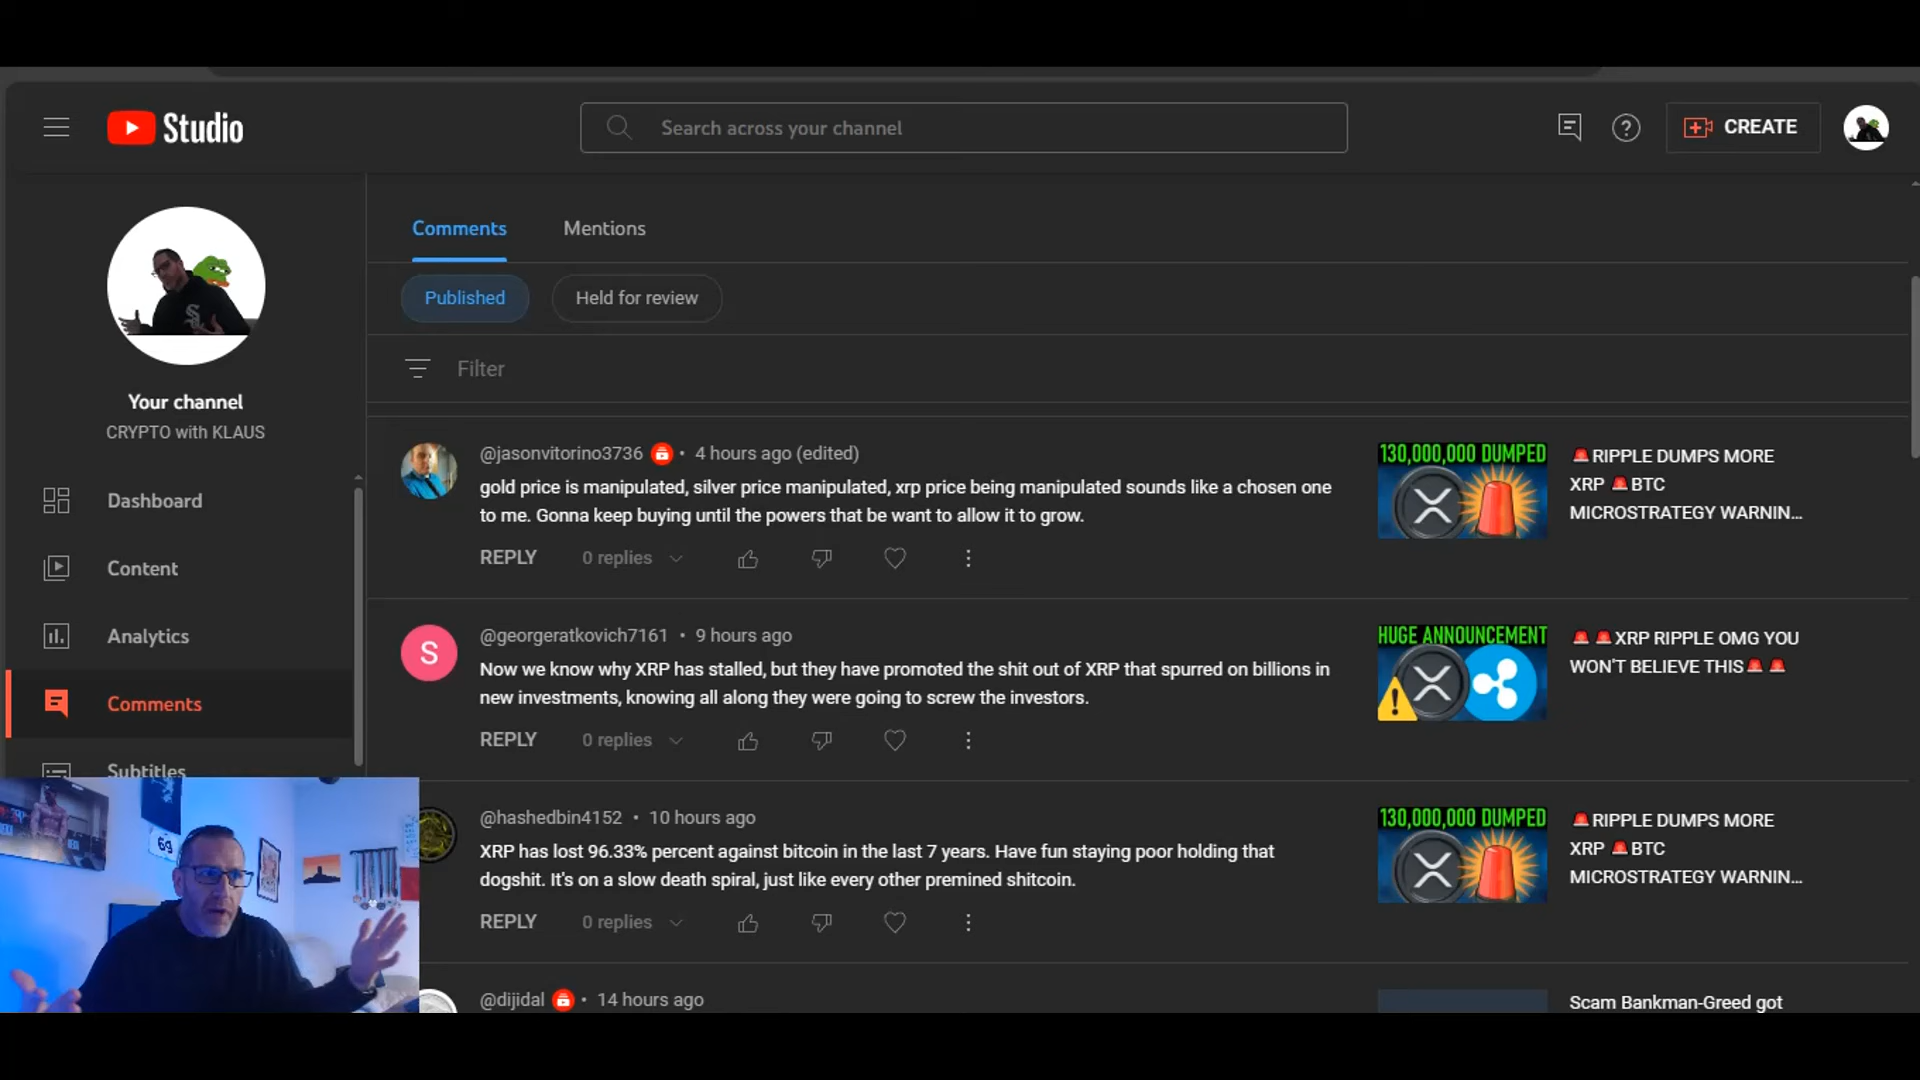 Studio
Search across your channel
CREATE
Your channel
CRYPTO with KLAUS
Dashboard
Content
Analytics
Comments
Subtitles
Comments
Mentions
Published
Held for review
Filter
@jasonvitorino3736 • 4 hours ago (edited)
gold price is manipulated, silver price manipulated, xrp price being manipulated sounds like a chosen one
to me. Gonna keep buying until the powers that be want to allow it to grow.
REPLY 0 replies
130,000,000 DUMPED
🚨RIPPLE DUMPS MORE
XRP 🚨BTC
MICROSTRATEGY WARNIN...
S
@georgeratkovich7161 • 9 hours ago
Now we know why XRP has stalled, but they have promoted the shit out of XRP that spurred on billions in
new investments, knowing all along they were going to screw the investors.
REPLY 0 replies
HUGE ANNOUNCEMENT
🚨🚨XRP RIPPLE OMG YOU
WON'T BELIEVE THIS🚨🚨
@hashedbin4152 • 10 hours ago
XRP has lost 96.33% percent against bitcoin in the last 7 years. Have fun staying poor holding that
dogshit. It's on a slow death spiral, just like every other premined shitcoin.
REPLY 0 replies
130,000,000 DUMPED
🚨RIPPLE DUMPS MORE
XRP 🚨BTC
MICROSTRATEGY WARNIN...
@dijidal • 14 hours ago
Scam Bankman-Greed got
69